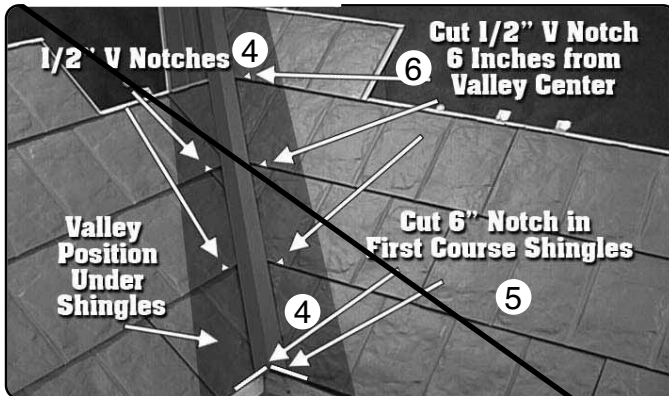 1/2" V Notches
4
6
Cut 1/2" V Notch
6 Inches from
Valley Center
Valley
Position
Under
Shingles
Cut 6" Notch in
First Course Shingles
4
5